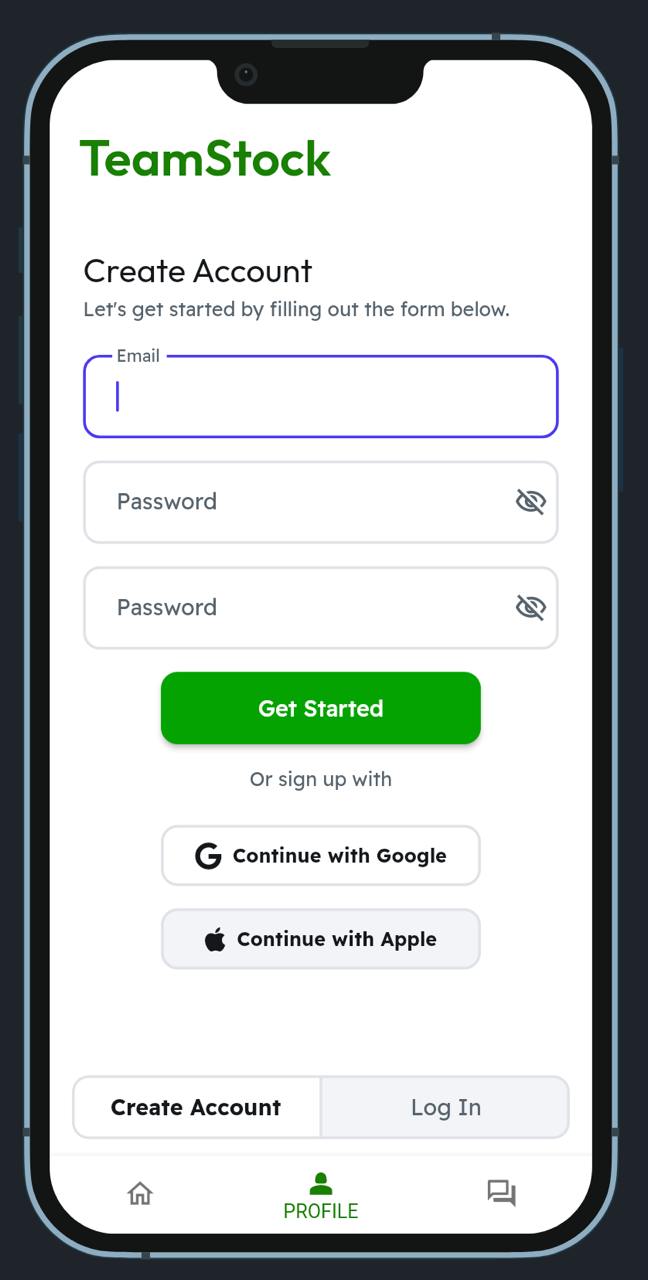 TeamStock
Create Account
Let's get started by filling out the form below.
Email
Password
Password
Get Started
Or sign up with
Continue with Google
Continue with Apple
Create Account
Log In
PROFILE